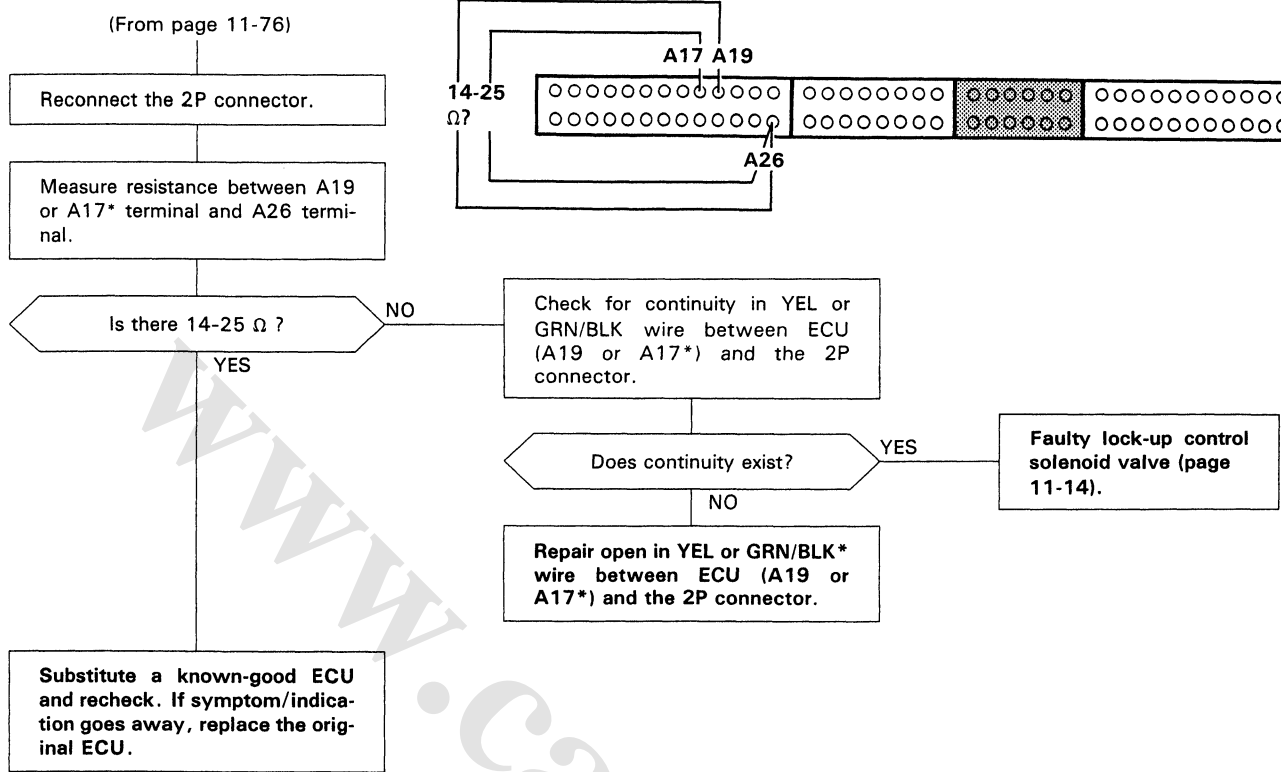 (From page 11-76)
Reconnect the 2P connector.
Measure resistance between A19
or A17* terminal and A26 termi-
nal.
Is there 14-25 Ω ?
NO
YES
A17 A19
14-25
Ω?
A26
Check for continuity in YEL or
GRN/BLK wire between ECU
(A19 or A17*) and the 2P
connector.
Does continuity exist?
YES
NO
Faulty lock-up control
solenoid valve (page
11-14).
Repair open in YEL or GRN/BLK*
wire between ECU (A19 or
A17*) and the 2P connector.
Substitute a known-good ECU
and recheck. If symptom/indica-
tion goes away, replace the orig-
inal ECU.
www.ca